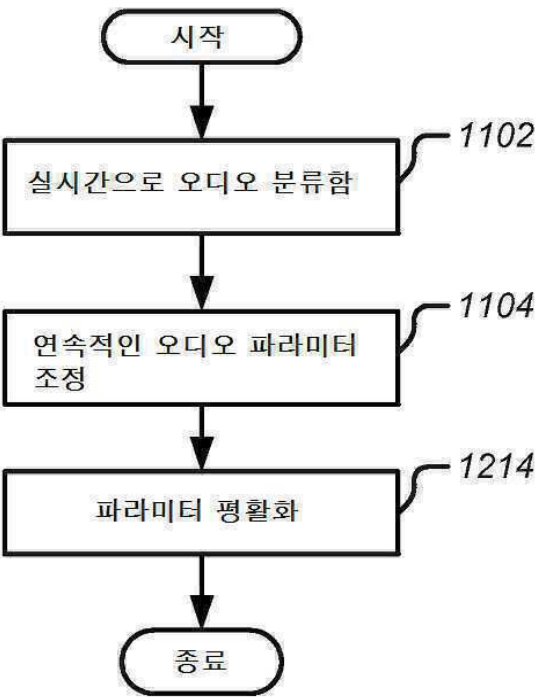 시작
실시간으로 오디오 분류함
1102
연속적인 오디오 파라미터
조정
1104
파라미터 평활화
1214
종료